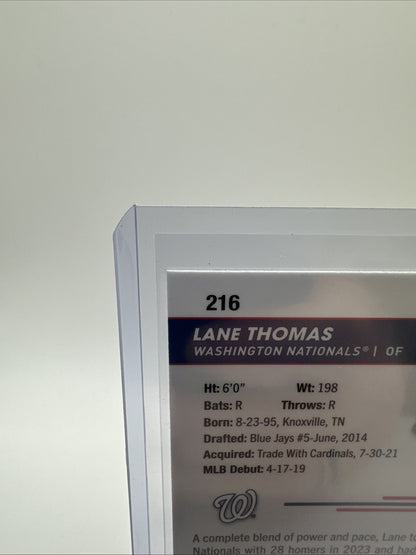 216
LANE THOMAS
WASHINGTON NATIONALS® | OF
Ht: 6'0" Wt: 198
Bats: R Throws: R
Born: 8-23-95, Knoxville, TN
Drafted: Blue Jays #5-June, 2014
Acquired: Trade With Cardinals, 7-30-21
MLB Debut: 4-17-19
W
A complete blend of power and pace, Lane
Nationals with 28 homers in 2023 and had